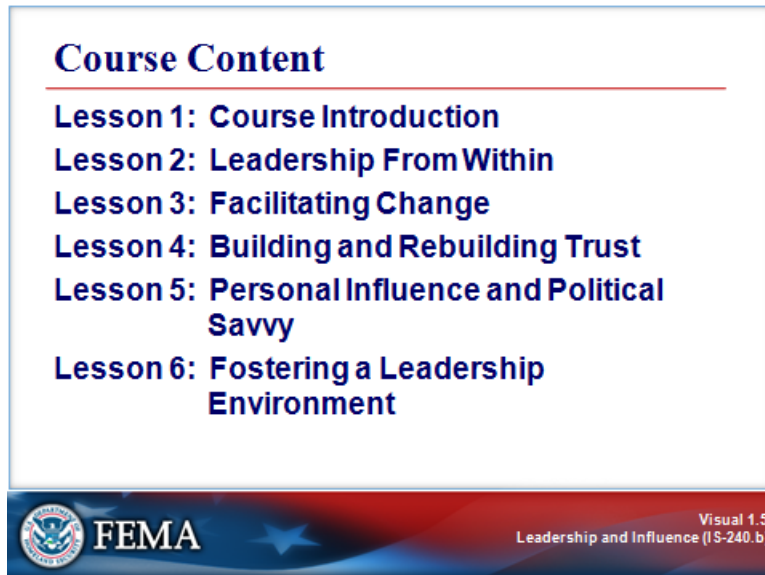 Course Content
Lesson 1: Course Introduction
Lesson 2: Leadership From Within
Lesson 3: Facilitating Change
Lesson 4: Building and Rebuilding Trust
Lesson 5: Personal Influence and Political
Savvy
Lesson 6: Fostering a Leadership
Environment
FEMA
Visual 1.5
Leadership and Influence (IS-240.b